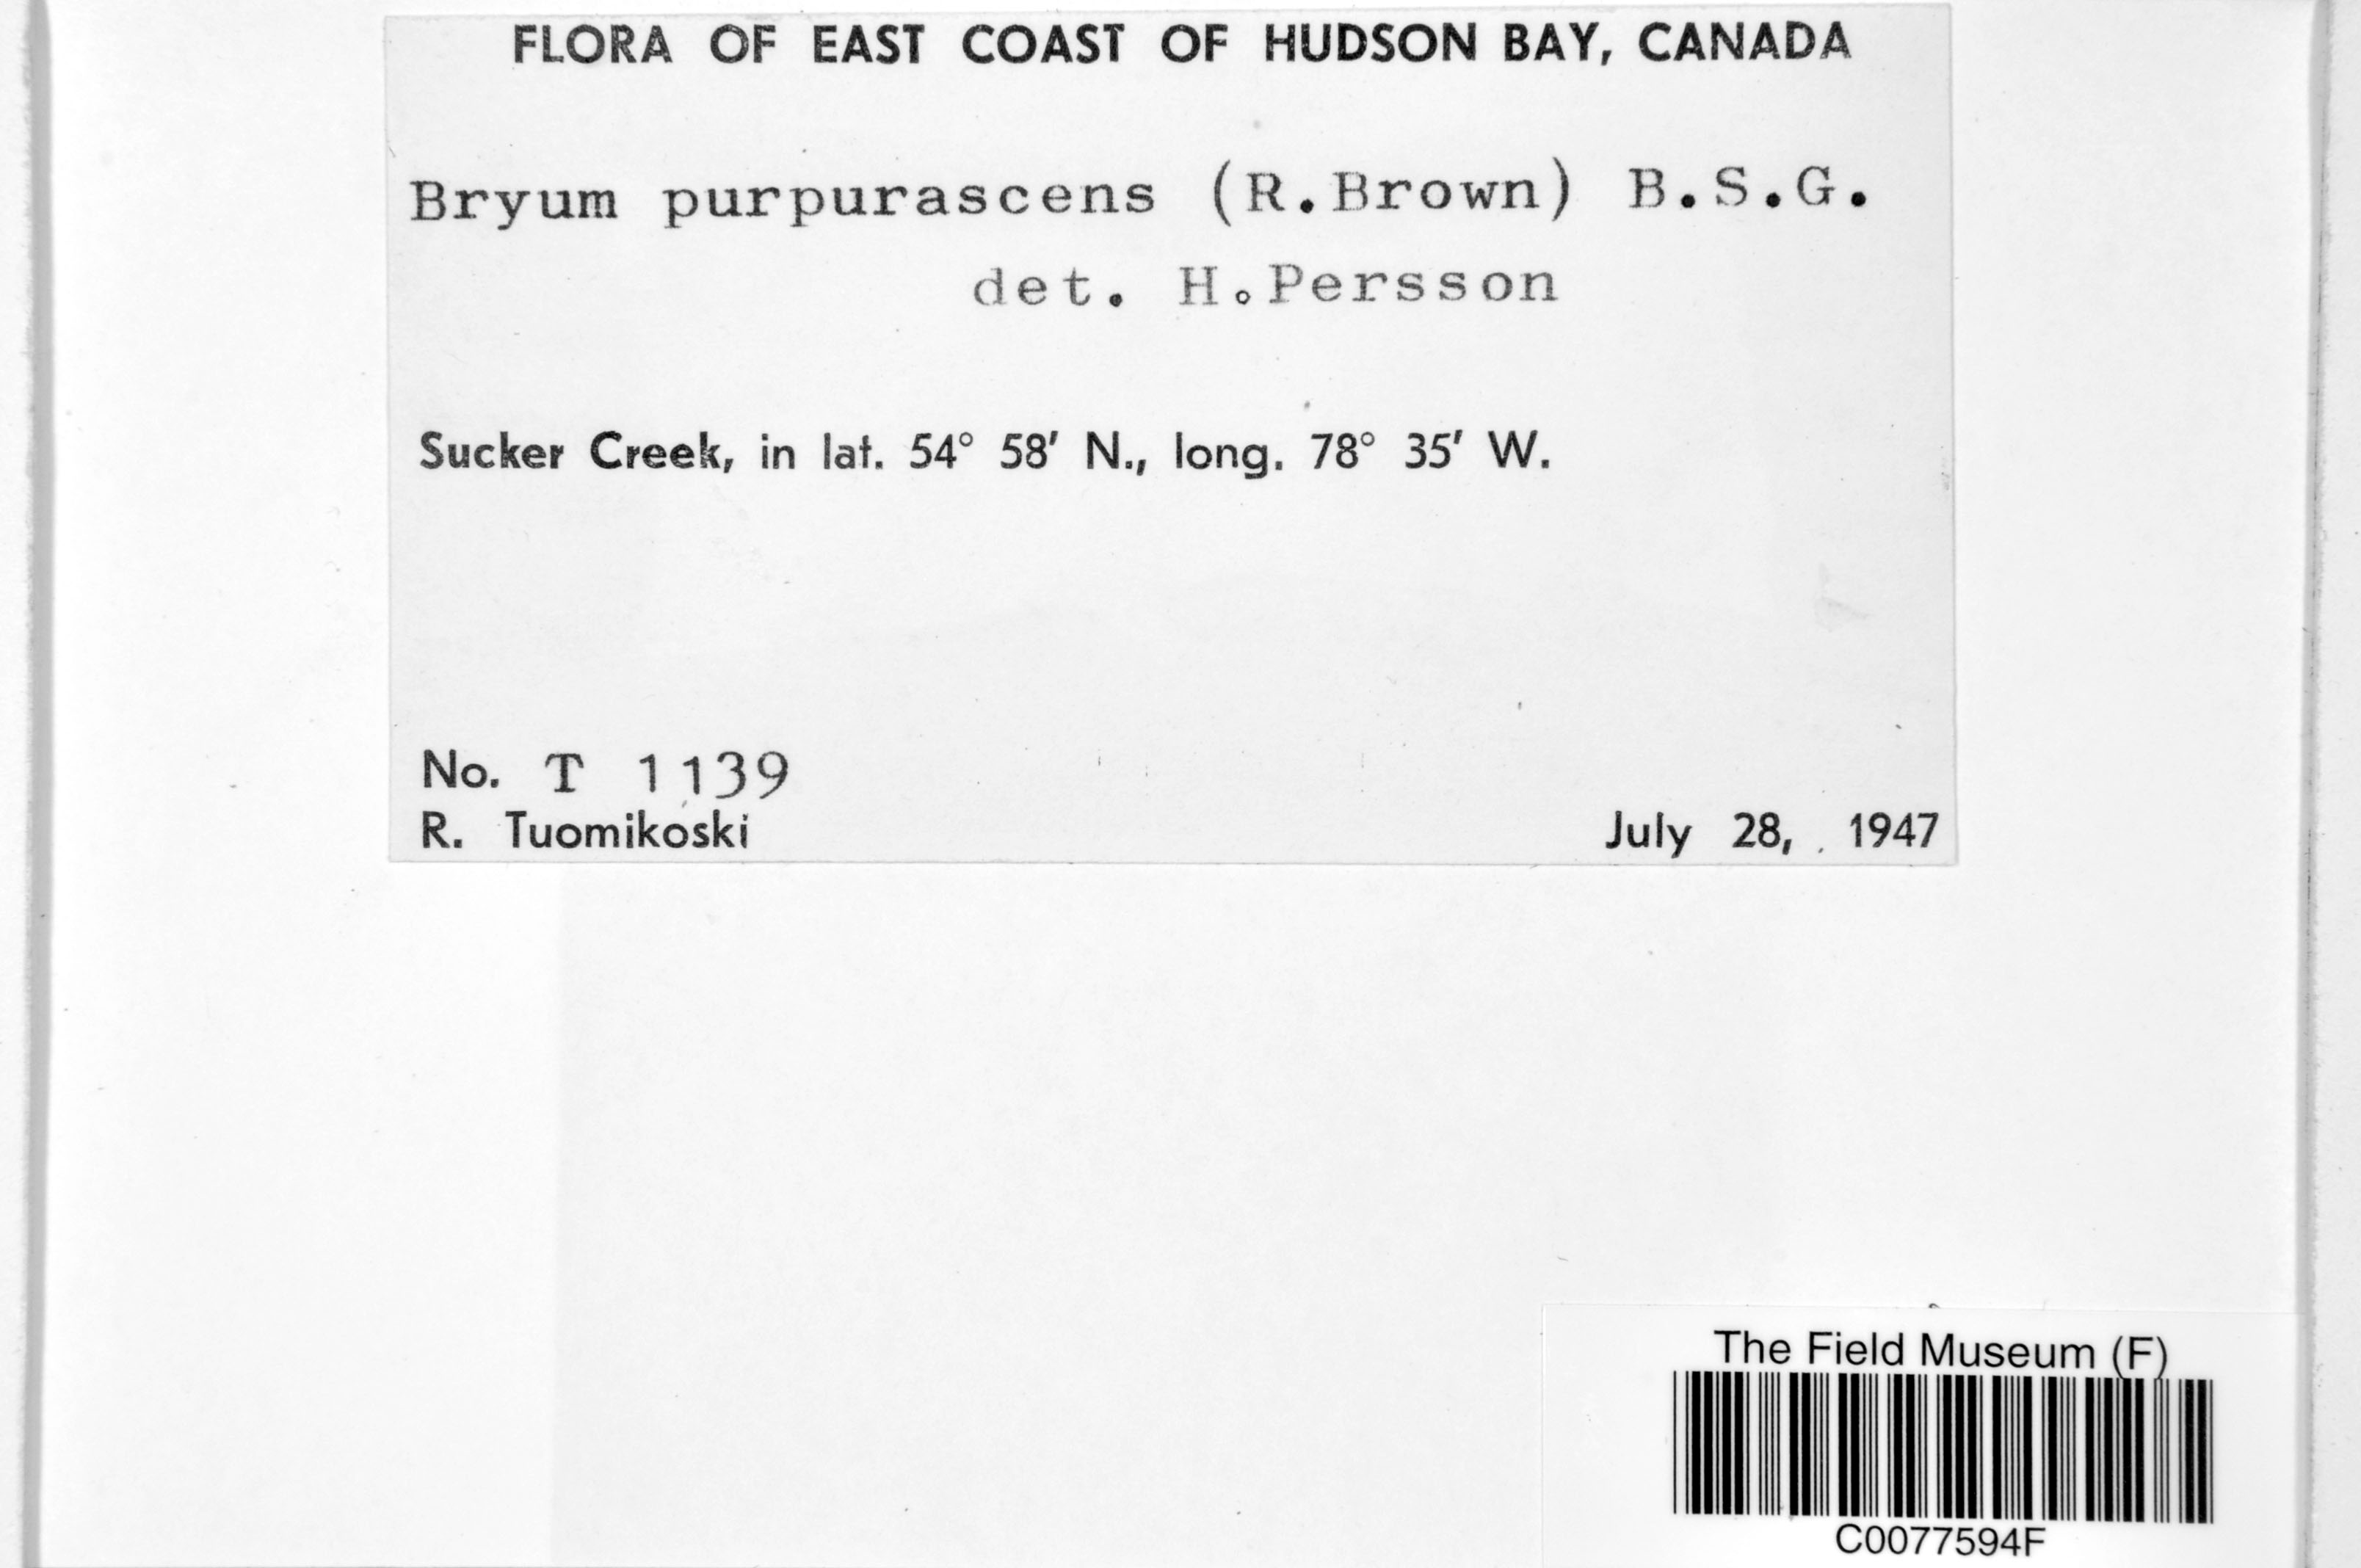 FLORA OF EAST COAST OF HUDSON BAY, CANADA
Bryum purpurascens (R.Brown) B.S.G.
det. H.Persson
Sucker Creek, in lat. 54° 58′ N., long. 78° 35′ W.
No. T 1139
R. Tuomikoski July 28, 1947
The Field Museum (F)
C0077594F